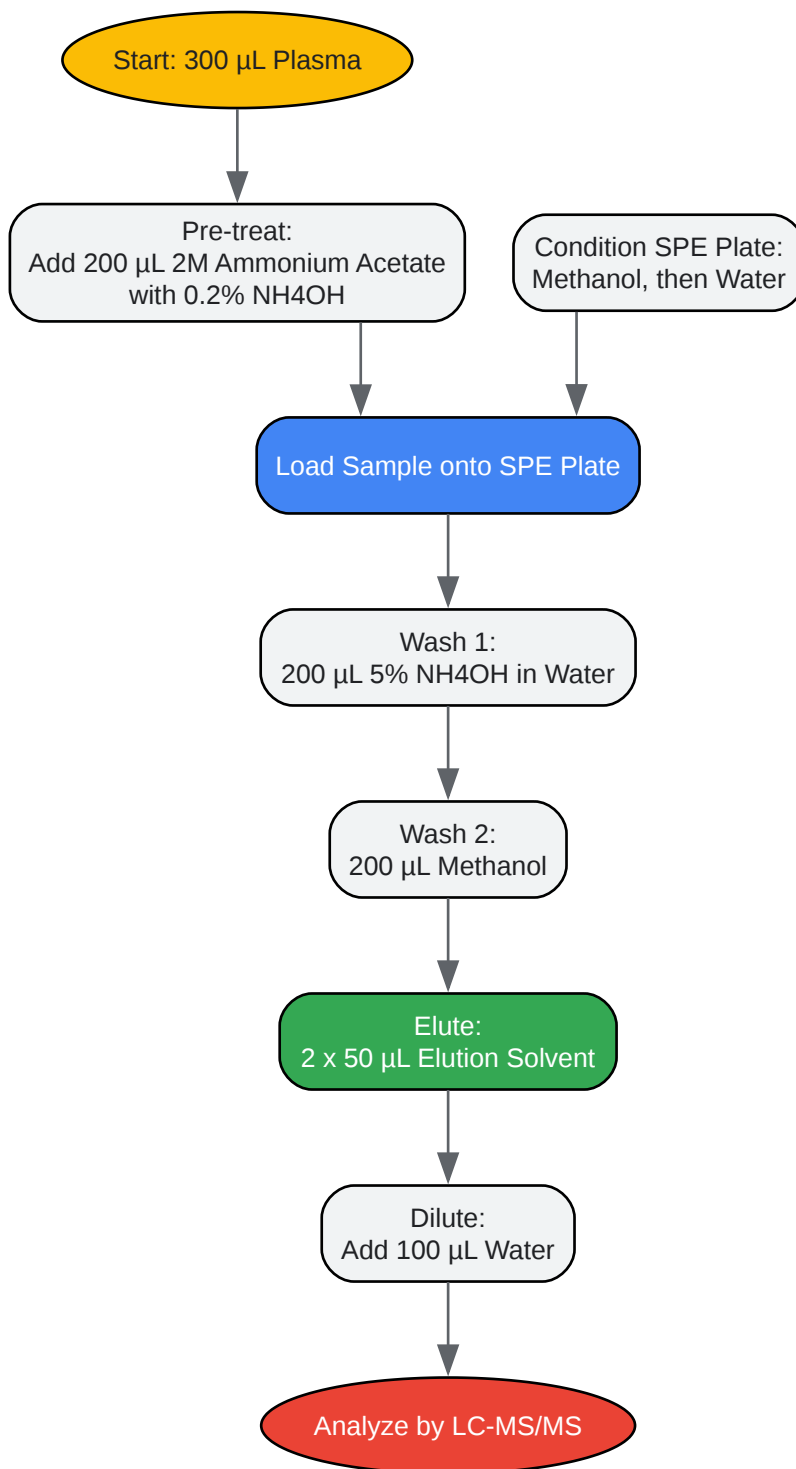 Start: 300 µL Plasma
Pre-treat:
Add 200 µL 2M Ammonium Acetate
with 0.2% NH4OH
Condition SPE Plate:
Methanol, then Water
Load Sample onto SPE Plate
Wash 1:
200 µL 5% NH4OH in Water
Wash 2:
200 µL Methanol
Elute:
2 x 50 µL Elution Solvent
Dilute:
Add 100 µL Water
Analyze by LC-MS/MS